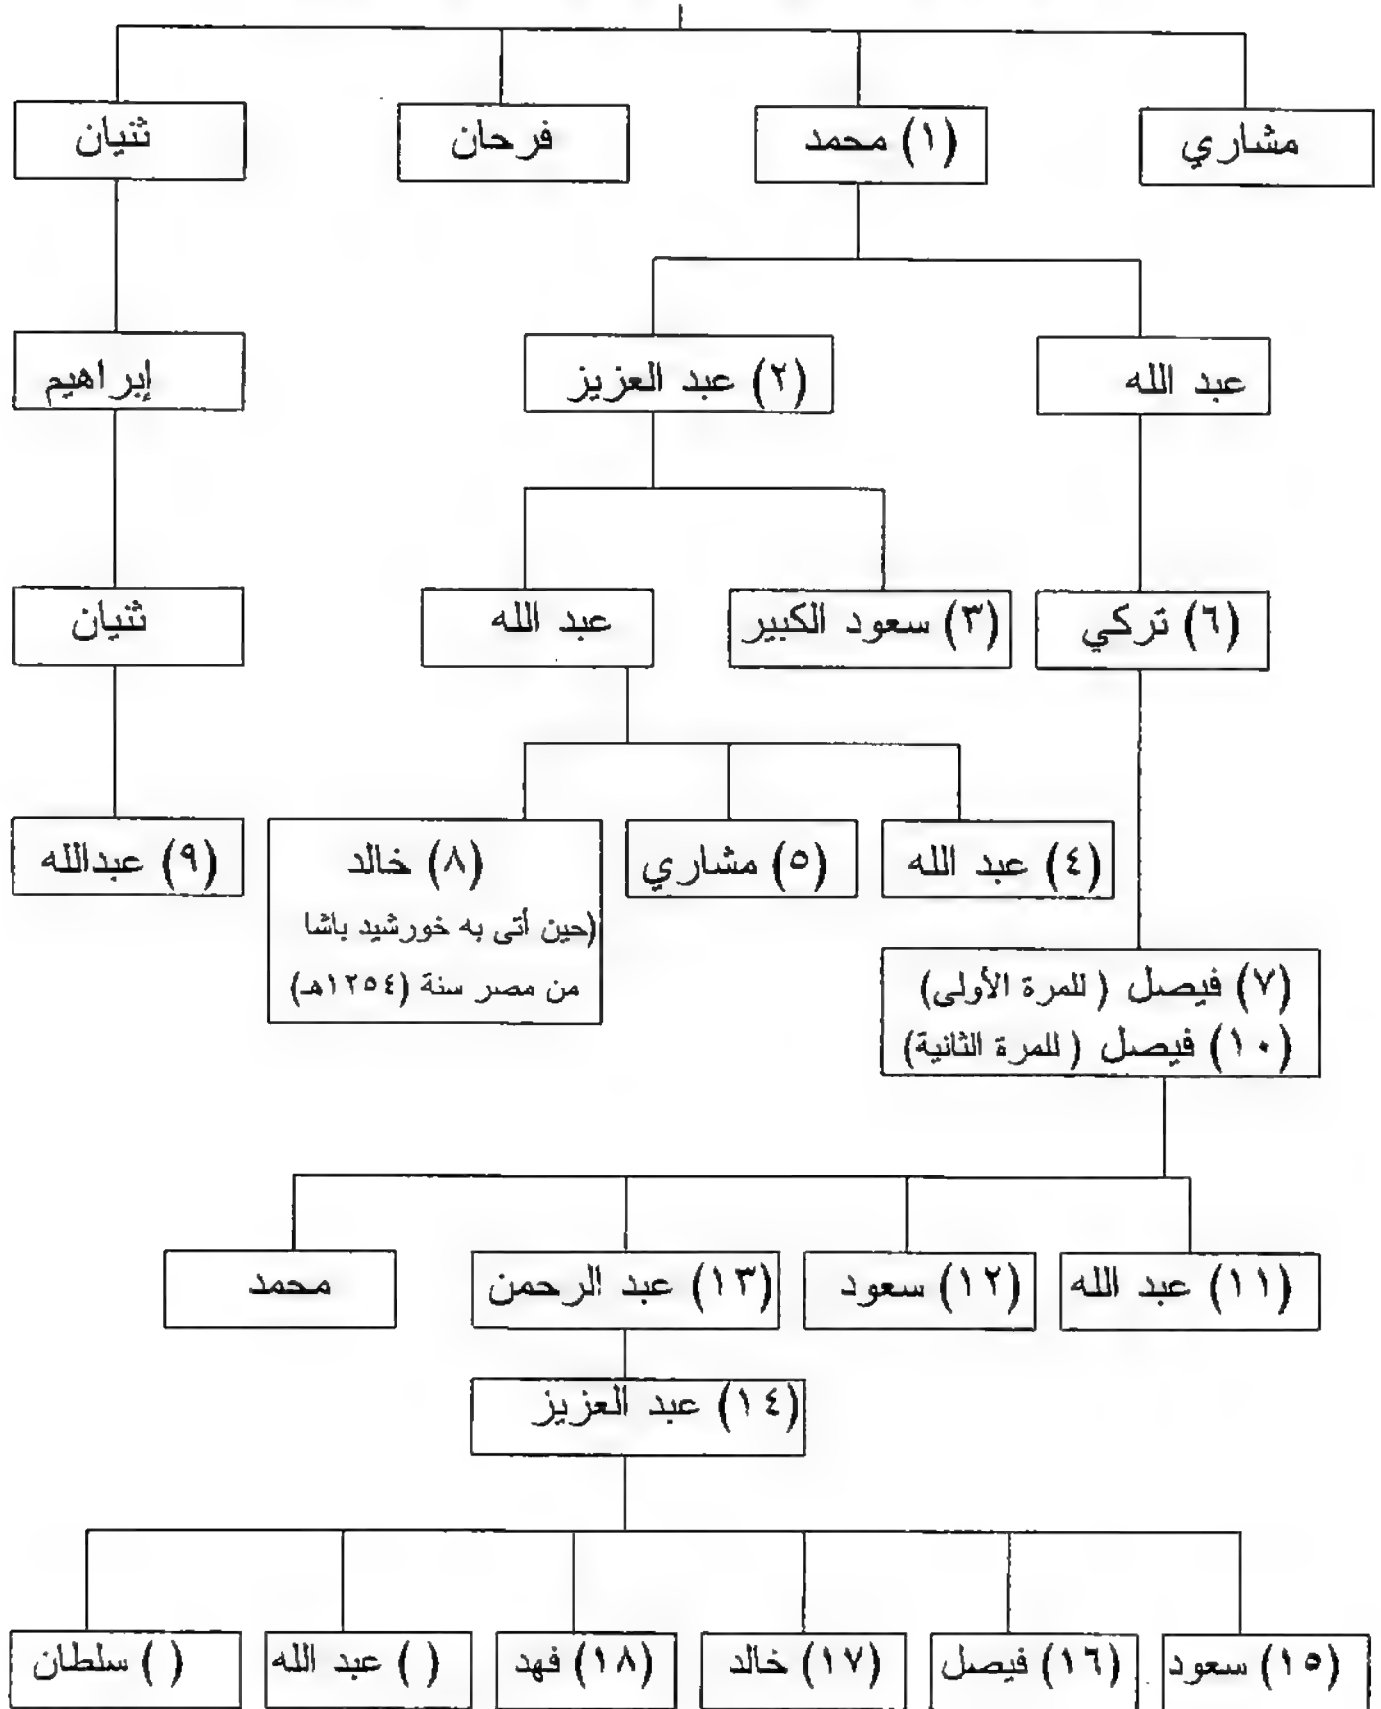 مشاري
(١) محمد
فرحان
ثنيان
عبد الله
(٢) عبد العزيز
إبراهيم
(٦) تركي
(٣) سعود الكبير
عبد الله
ثنيان
(٤) عبد الله
(٥) مشاري
(٨) خالد
(حين أتى به خورشيد باشا
من مصر سنة (١٢٥٤هـ)
(٩) عبدالله
(٧) فيصل ( للمرة الأولى)
(١٠) فيصل ( للمرة الثانية)
(١١) عبد الله
(١٢) سعود
(١٣) عبد الرحمن
محمد
(١٤) عبد العزيز
(١٥) سعود
(١٦) فيصل
(١٧) خالد
(١٨) فهد
( ) عبد الله
( ) سلطان